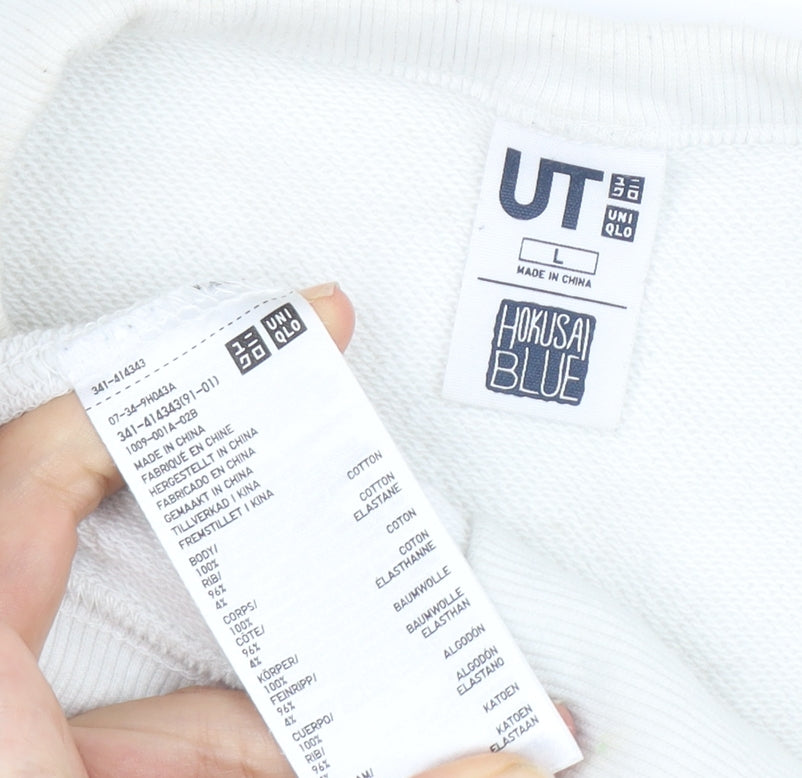 UT
ユニ
クロ
UNI
QLO
L
MADE IN CHINA
HOKUSAI
BLUE
ユニ
クロ
UNI
QLO
341-414343
07-34-9H043A
341-414343(91-01)
1009-001A-02B
MADE IN CHINA
FABRIQUÉ EN CHINE
HERGESTELLT IN CHINA
FABRICADO EN CHINA
GEMAAKT IN CHINA
TILLVERKAD I KINA
FREMSTILLET I KINA
BODY/
100% COTTON
RIB/
96% COTTON
4% ELASTANE
CORPS/
100% COTON
COTE/
96% COTON
4% ÉLASTHANNE
KÖRPER/
100% BAUMWOLLE
FEINRIPP/
96% BAUMWOLLE
4% ELASTHAN
CUERPO/
100% ALGODÓN
RIB/
96% ALGODÓN
ELASTANO
KATOEN
KATOEN
ELASTAAN